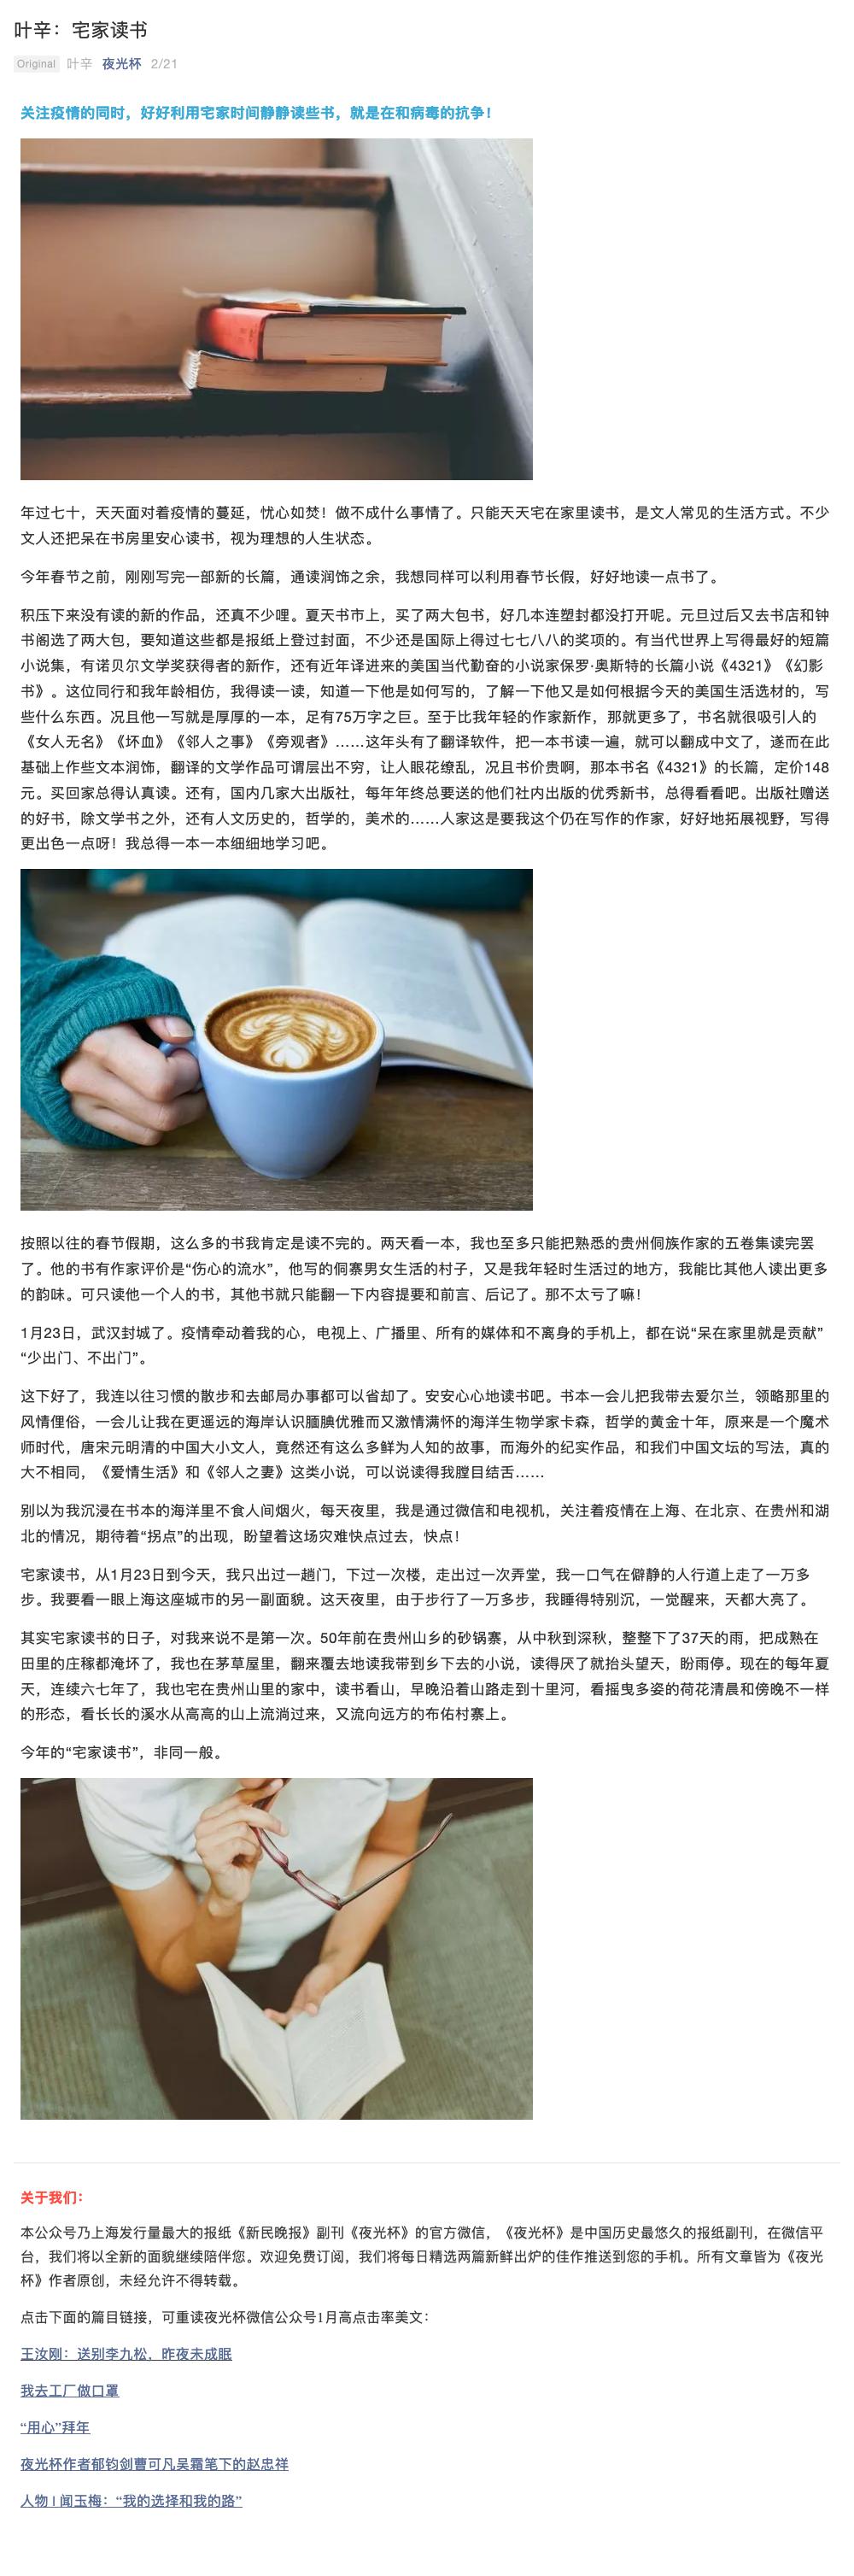 叶辛：宅家读书
Original 叶辛 夜光杯 2/21
关注疫情的同时，好好利用宅家时间静静读些书，就是在和病毒的抗争！
年过七十，天天面对着疫情的蔓延，忧心如焚！做不成什么事情了。只能天天宅在家里读书，是文人常见的生活方式。不少
文人还把呆在书房里安心读书，视为理想的人生状态。
今年春节之前，刚刚写完一部新的长篇，通读润饰之余，我想同样可以利用春节长假，好好地读一点书了。
积压下来没有读的新的作品，还真不少哩。夏天书市上，买了两大包书，好几本连塑封都没打开呢。元旦过后又去书店和钟
书阁选了两大包，要知道这些都是报纸上登过封面，不少还是国际上得过七七八八的奖项的。有当代世界上写得最好的短篇
小说集，有诺贝尔文学奖获得者的新作，还有近年译进来的美国当代勤奋的小说家保罗·奥斯特的长篇小说《4321》《幻影
书》。这位同行和我年龄相仿，我得读一读，知道一下他是如何写的，了解一下他又是如何根据今天的美国生活选材的，写
些什么东西。况且他一写就是厚厚的一本，足有75万字之巨。至于比我年轻的作家新作，那就更多了，书名就很吸引人的
《女人无名》《坏血》《邻人之事》《旁观者》……这年头有了翻译软件，把一本书读一遍，就可以翻成中文了，遂而在此
基础上作些文本润饰，翻译的文学作品可谓层出不穷，让人眼花缭乱，况且书价贵啊，那本书名《4321》的长篇，定价148
元。买回家总得认真读。还有，国内几家大出版社，每年年终总要送的他们社内出版的优秀新书，总得看看吧。出版社赠送
的好书，除文学书之外，还有人文历史的，哲学的，美术的……人家这是要我这个仍在写作的作家，好好地拓展视野，写得
更出色一点呀！我总得一本一本细细地学习吧。
按照以往的春节假期，这么多的书我肯定是读不完的。两天看一本，我也至多只能把熟悉的贵州侗族作家的五卷集读完罢
了。他的书有作家评价是“伤心的流水”，他写的侗寨男女生活的村子，又是我年轻时生活过的地方，我能比其他人读出更多
的韵味。可只读他一个人的书，其他书就只能翻一下内容提要和前言、后记了。那不太亏了嘛！
1月23日，武汉封城了。疫情牵动着我的心，电视上、广播里、所有的媒体和不离身的手机上，都在说“呆在家里就是贡献”
“少出门、不出门”。
这下好了，我连以往习惯的散步和去邮局办事都可以省却了。安安心心地读书吧。书本一会儿把我带去爱尔兰，领略那里的
风情俚俗，一会儿让我在更遥远的海岸认识腼腆优雅而又激情满怀的海洋生物学家卡森，哲学的黄金十年，原来是一个魔术
师时代，唐宋元明清的中国大小文人，竟然还有这么多鲜为人知的故事，而海外的纪实作品，和我们中国文坛的写法，真的
大不相同，《爱情生活》和《邻人之妻》这类小说，可以说读得我膛目结舌……
别以为我沉浸在书本的海洋里不食人间烟火，每天夜里，我是通过微信和电视机，关注着疫情在上海、在北京、在贵州和湖
北的情况，期待着“拐点”的出现，盼望着这场灾难快点过去，快点！
宅家读书，从1月23日到今天，我只出过一趟门，下过一次楼，走出过一次弄堂，我一口气在僻静的人行道上走了一万多
步。我要看一眼上海这座城市的另一副面貌。这天夜里，由于步行了一万多步，我睡得特别沉，一觉醒来，天都大亮了。
其实宅家读书的日子，对我来说不是第一次。50年前在贵州山乡的砂锅寨，从中秋到深秋，整整下了37天的雨，把成熟在
田里的庄稼都淹坏了，我也在茅草屋里，翻来覆去地读我带到乡下去的小说，读得厌了就抬头望天，盼雨停。现在的每年夏
天，连续六七年了，我也宅在贵州山里的家中，读书看山，早晚沿着山路走到十里河，看摇曳多姿的荷花清晨和傍晚不一样
的形态，看长长的溪水从高高的山上流淌过来，又流向远方的布佑村寨上。
今年的“宅家读书”，非同一般。
关于我们：
本公众号乃上海发行量最大的报纸《新民晚报》副刊《夜光杯》的官方微信，《夜光杯》是中国历史最悠久的报纸副刊，在微信平
台，我们将以全新的面貌继续陪伴您。欢迎免费订阅，我们将每日精选两篇新鲜出炉的佳作推送到您的手机。所有文章皆为《夜光
杯》作者原创，未经允许不得转载。
点击下面的篇目链接，可重读夜光杯微信公众号1月高点击率美文：
王汝刚：送别李九松，昨夜未成眠
我去工厂做口罩
“用心”拜年
夜光杯作者郁钧剑曹可凡吴霜笔下的赵忠祥
人物 | 闻玉梅：“我的选择和我的路”